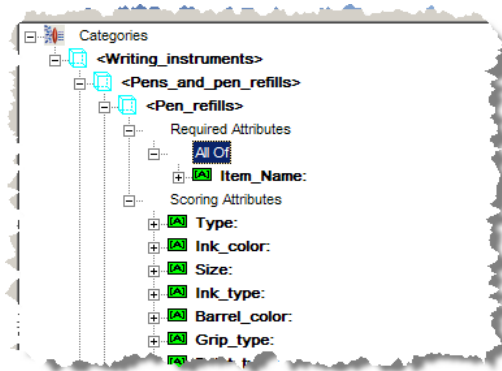 Categories
<Writing_instruments>
<Pens_and_pen_refills>
<Pen_refills>
Required Attributes
All Of
Item_Name:
Scoring Attributes
Type:
Ink_color:
Size:
Ink_type:
Barrel_color:
Grip_type: